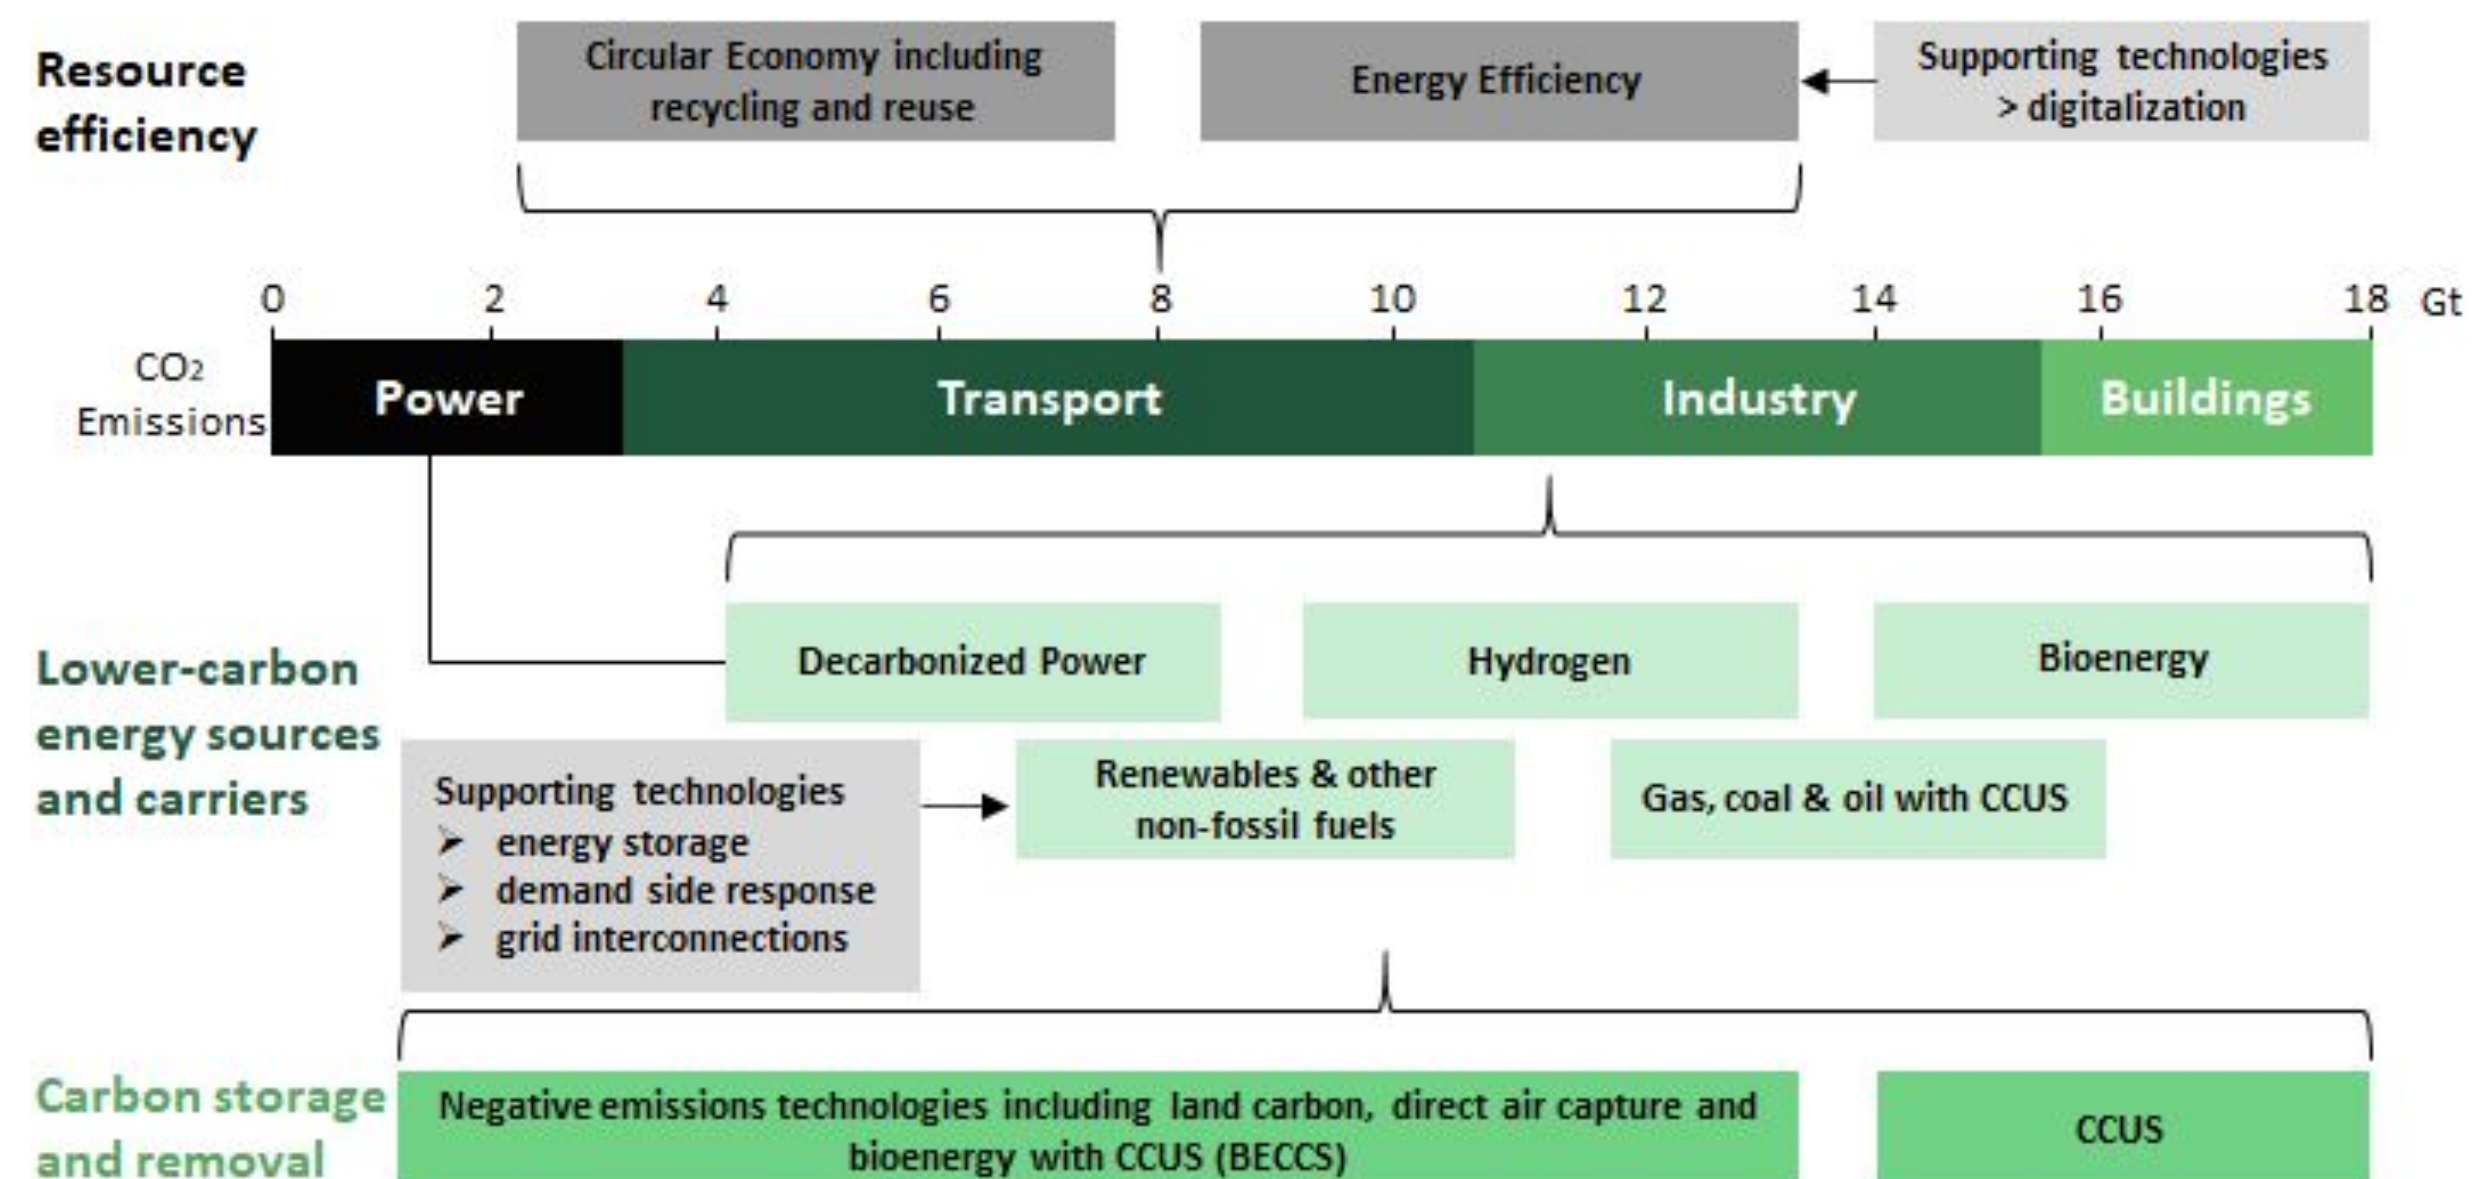 Resource
efficiency
Circular Economy including
recycling and reuse
Energy Efficiency
Supporting technologies
> digitalization
0 2 4 6 8 10 12 14 16 18 Gt
CO2
Emissions
Power
Transport
Industry
Buildings
Lower-carbon
energy sources
and carriers
Decarbonized Power
Hydrogen
Bioenergy
Supporting technologies
➢ energy storage
➢ demand side response
➢ grid interconnections
Renewables & other
non-fossil fuels
Gas, coal & oil with CCUS
Carbon storage
and removal
Negative emissions technologies including land carbon, direct air capture and
bioenergy with CCUS (BECCS)
CCUS